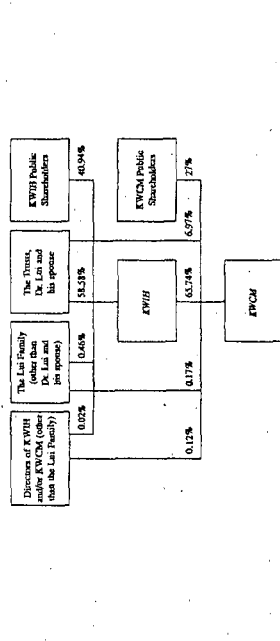 Directors of KWIH
and/or KWCM (other
than the Lui Family)
The Lui Family
(other than
Dr. Lui and
his spouse)
The Trusts,
Dr. Lui and
his spouse
KWIH Public
Shareholders
0.02%
0.46%
58.58%
40.94%
KWIH
KWCM Public
Shareholders
0.12%
0.17%
65.74%
6.97%
27%
KWCM